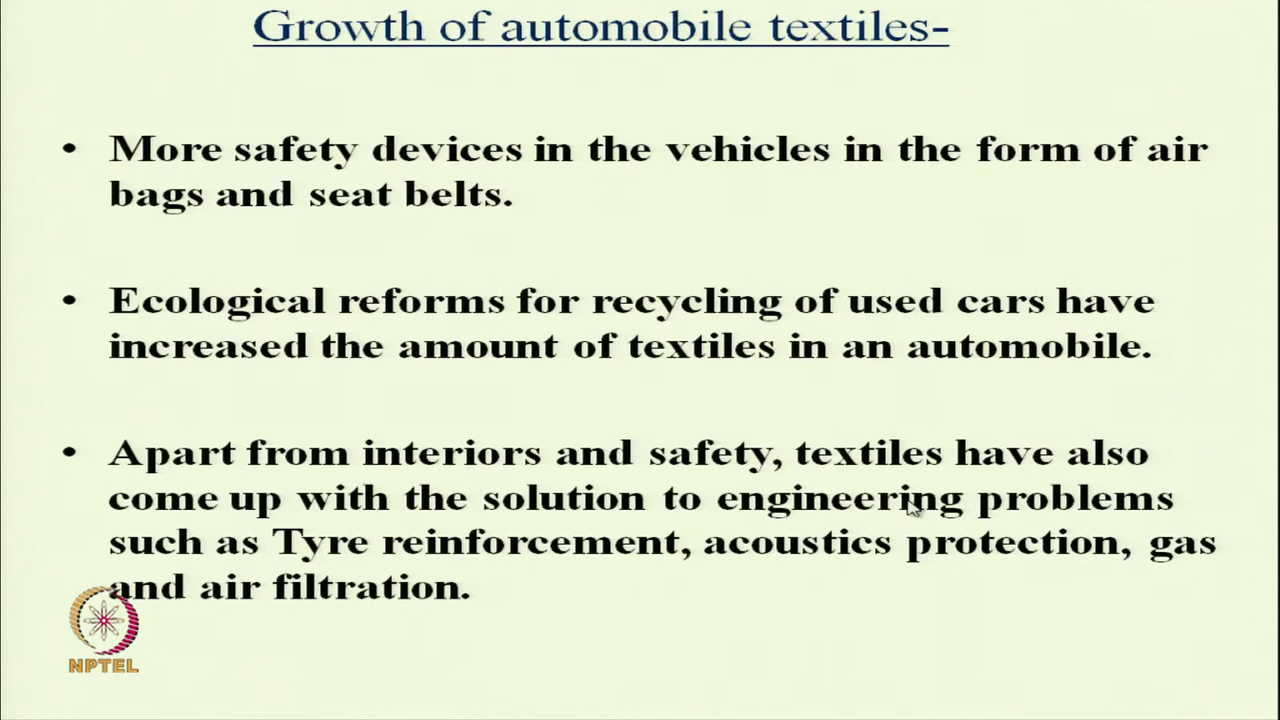 Growth of automobile textiles-
• More safety devices in the vehicles in the form of air
bags and seat belts.
• Ecological reforms for recycling of used cars have
increased the amount of textiles in an automobile.
• Apart from interiors and safety, textiles have also
come up with the solution to engineering problems
such as Tyre reinforcement, acoustics protection, gas
and air filtration.
NPTEL